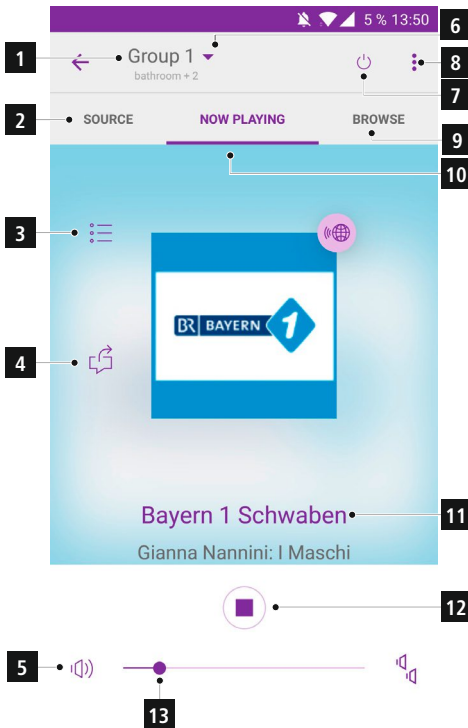 5 % 13:50
6
1
Group 1
8
bathroom + 2
7
2
SOURCE
NOW PLAYING
BROWSE
9
10
3
BR BAYERN 1
4
Bayern 1 Schwaben
11
Gianna Nannini: I Maschi
12
5
13